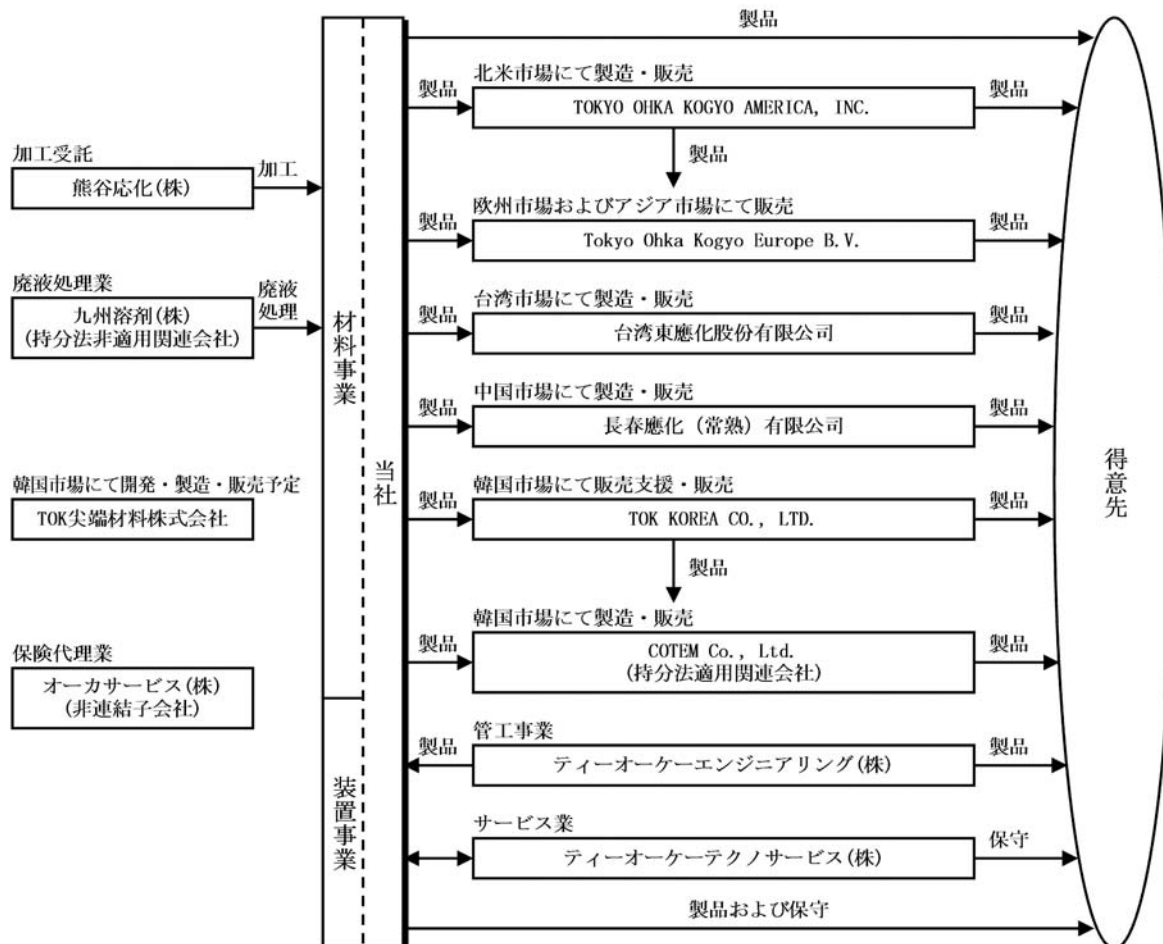 製品
北米市場にて製造・販売
製品
TOKYO OHKA KOGYO AMERICA, INC.
製品
加工受託
熊谷応化(株)
加工
製品
欧州市場およびアジア市場にて販売
製品
Tokyo Ohka Kogyo Europe B.V.
製品
廃液処理業
九州溶剤(株)
(持分法非適用関連会社)
廃液
処理
台湾市場にて製造・販売
製品
台湾東應化股份有限公司
製品
材料事業
当社
得意先
中国市場にて製造・販売
製品
長春應化（常熟）有限公司
製品
韓国市場にて開発・製造・販売予定
TOK尖端材料株式会社
韓国市場にて販売支援・販売
製品
TOK KOREA CO., LTD.
製品
製品
韓国市場にて製造・販売
製品
COTEM Co., Ltd.
(持分法適用関連会社)
製品
保険代理業
オーカサービス(株)
(非連結子会社)
装置事業
管工事業
製品
ティーオーケーエンジニアリング(株)
製品
サービス業
ティーオーケーテクノサービス(株)
保守
製品および保守